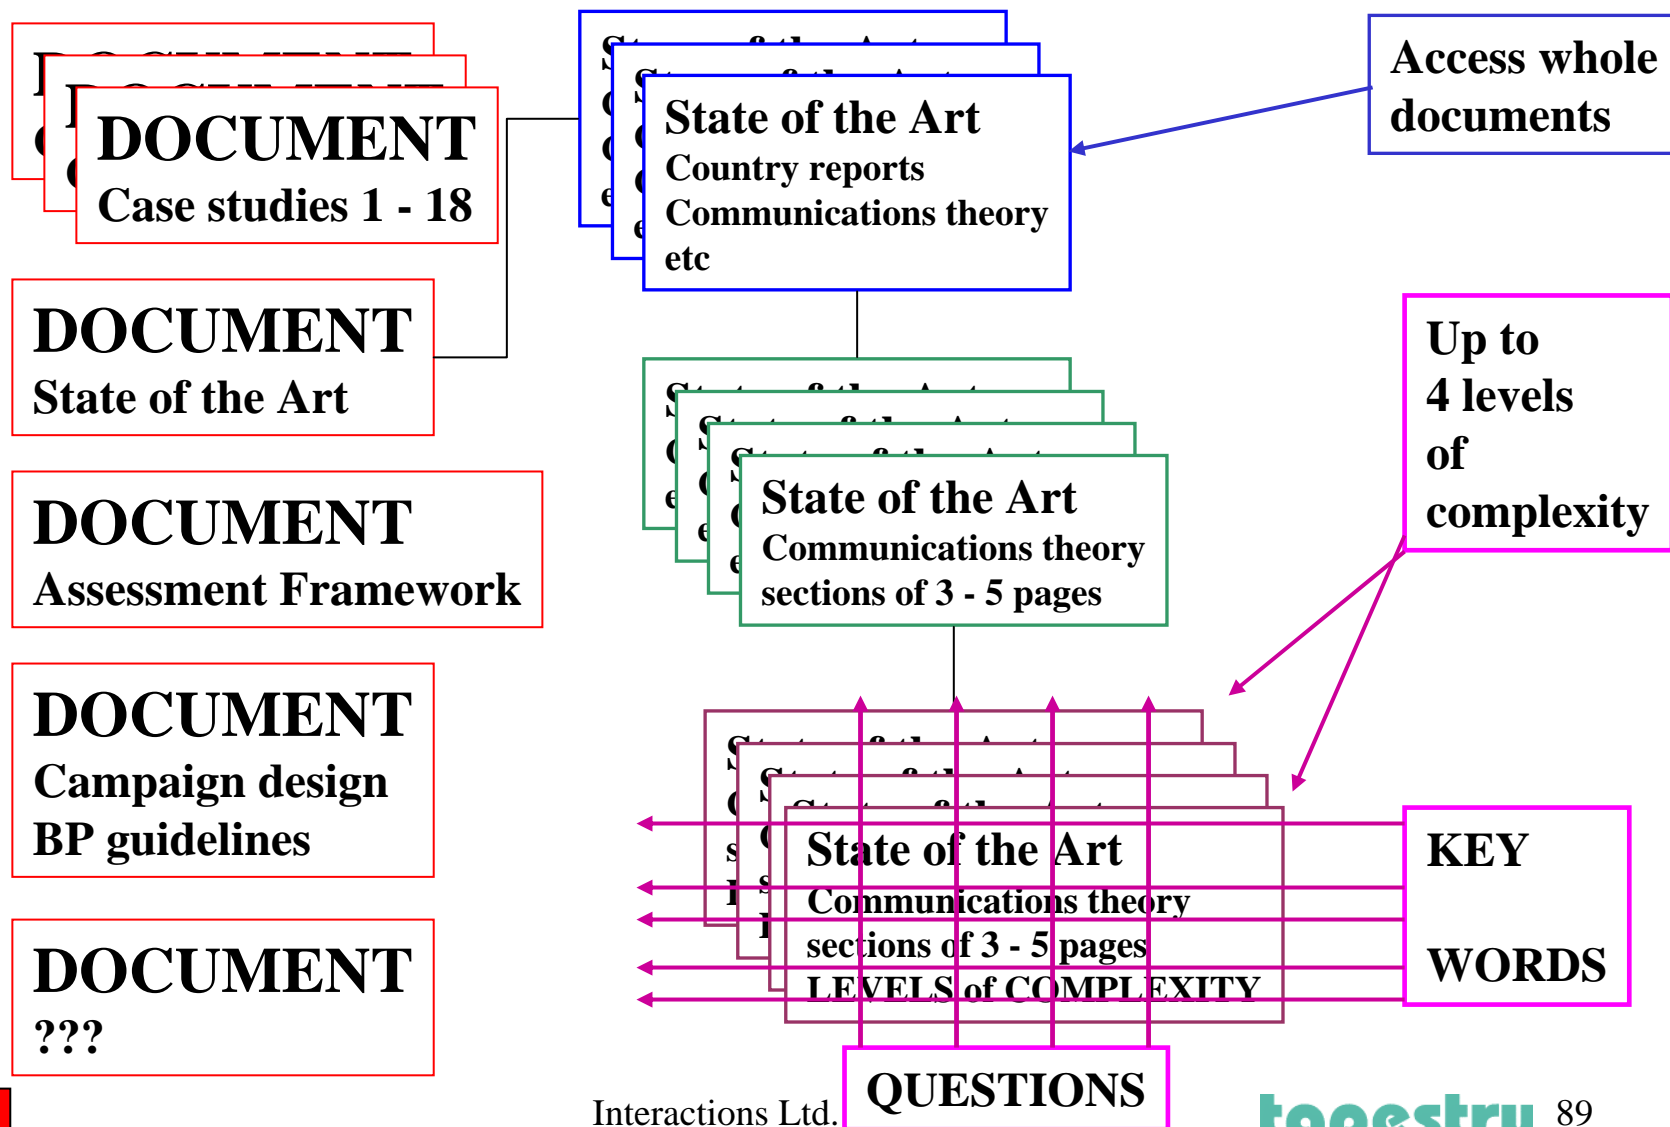 DOCUMENT
Case studies 1 - 18
DOCUMENT
State of the Art
DOCUMENT
Assessment Framework
DOCUMENT
Campaign design
BP guidelines
DOCUMENT
???
State of the Art
Country reports
Communications theory
etc
State of the Art
Communications theory
sections of 3 - 5 pages
State of the Art
Communications theory
sections of 3 - 5 pages
LEVELS of COMPLEXITY
Access whole
documents
Up to
4 levels
of
complexity
KEY
WORDS
QUESTIONS
Interactions Ltd.
tapestry
89